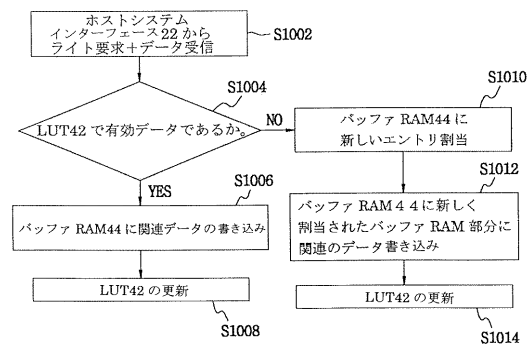 ホストシステム
インターフェース22から
ライト要求+データ受信
S1002
S1004
LUT42で有効データであるか。
NO
YES
S1010
バッファRAM44に
新しいエントリ割当
S1006
バッファRAM44に関連データの書き込み
S1012
バッファRAM44に新しく
割当されたバッファRAM部分に
関連のデータ書き込み
LUT42の更新
S1008
LUT42の更新
S1014